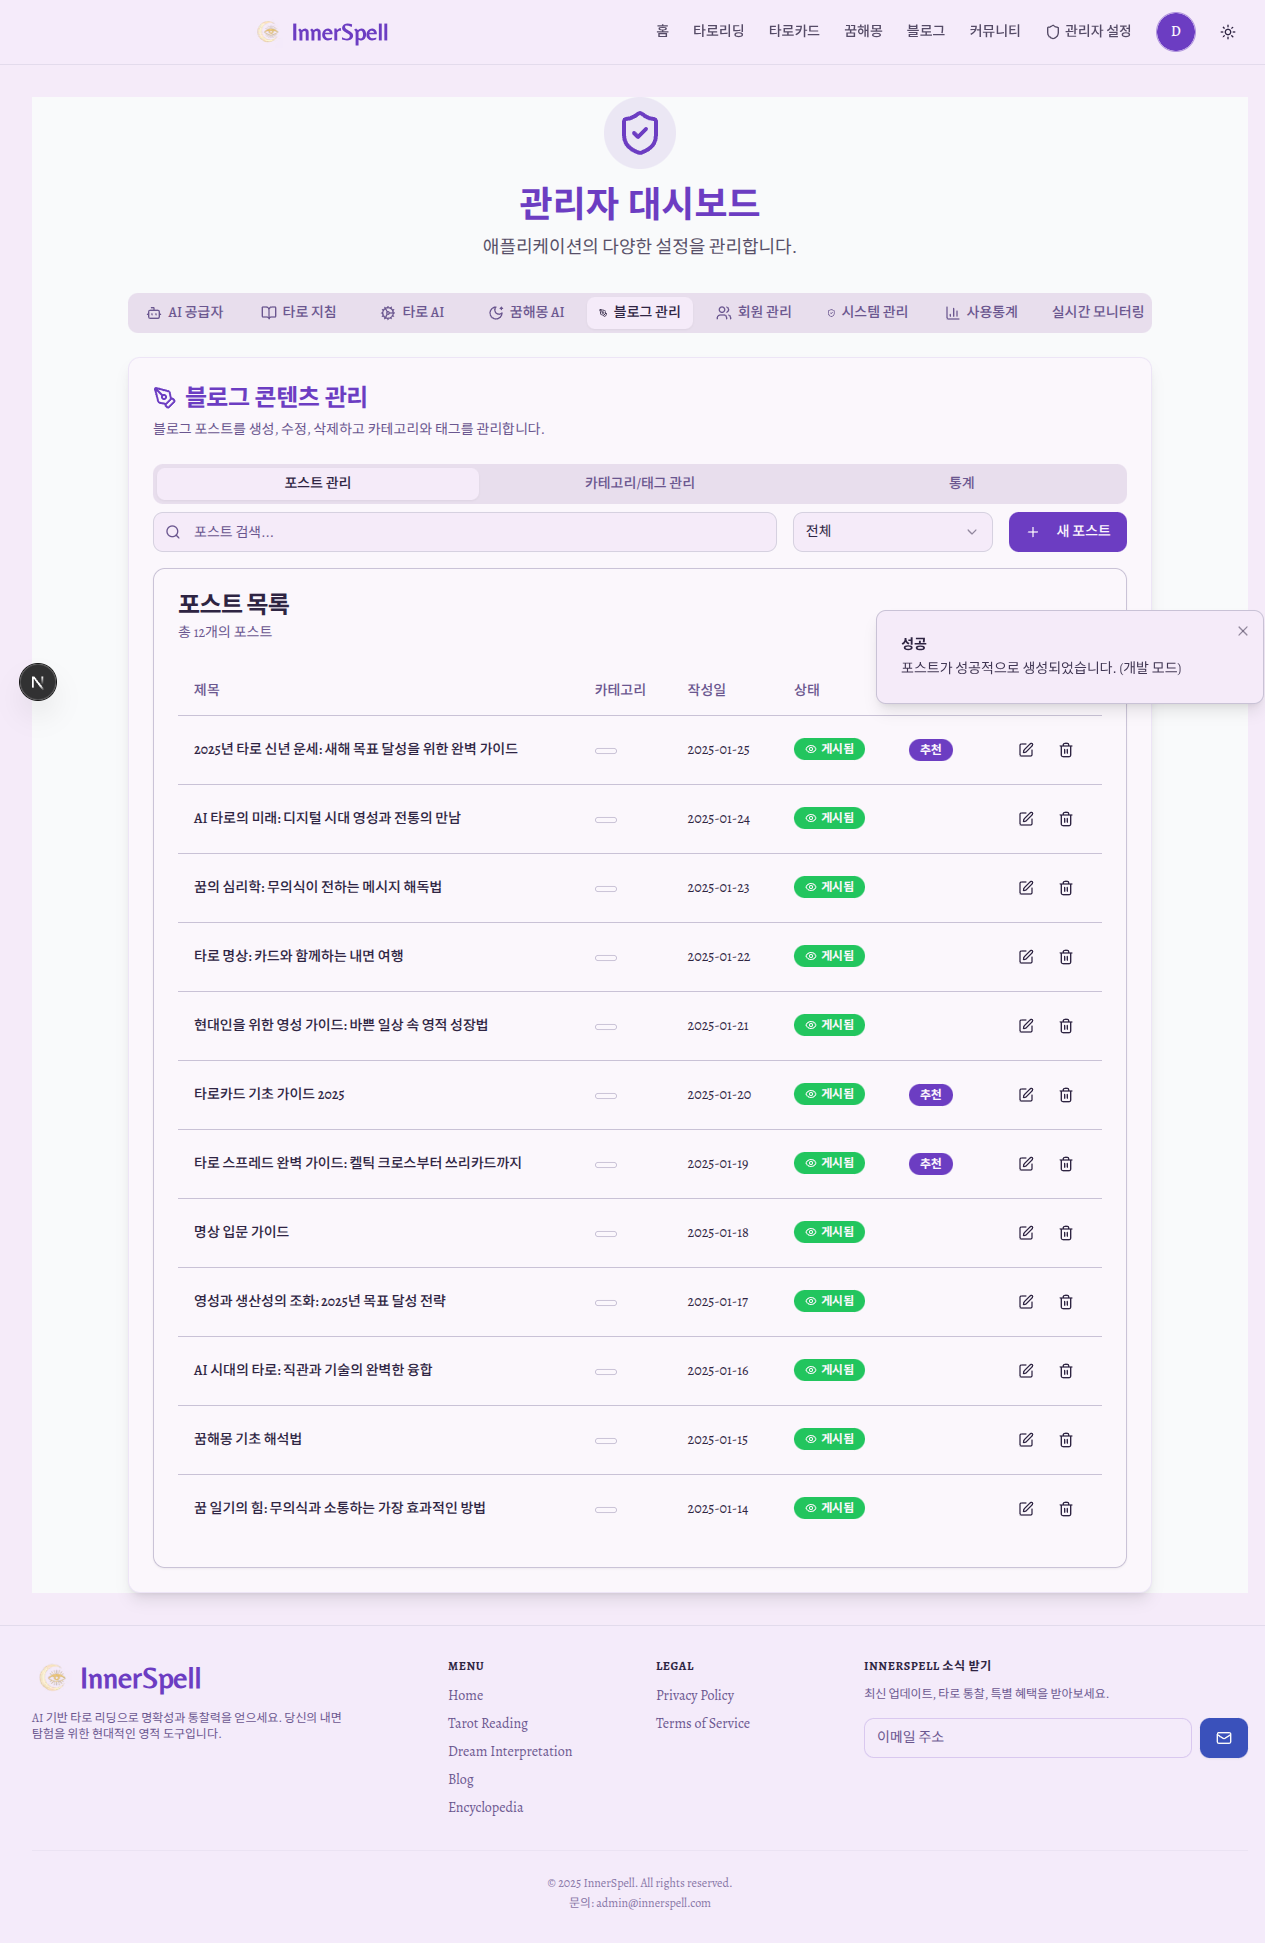 InnerSpell
홈 타로리딩 타로카드 꿈해몽 블로그 커뮤니티 관리자 설정 D
관리자 대시보드
애플리케이션의 다양한 설정을 관리합니다.
AI 공급자 타로 지침 타로 AI 꿈해몽 AI 블로그 관리 회원 관리 시스템 관리 사용통계 실시간 모니터링
블로그 콘텐츠 관리
블로그 포스트를 생성, 수정, 삭제하고 카테고리와 태그를 관리합니다.
포스트 관리 카테고리/태그 관리 통계
포스트 검색... 전체 새 포스트
포스트 목록
총 12개의 포스트
성공
포스트가 성공적으로 생성되었습니다. (개발 모드)
N
제목 카테고리 작성일 상태
2025년 타로 신년 운세: 새해 목표 달성을 위한 완벽 가이드 2025-01-25 게시됨 추천
AI 타로의 미래: 디지털 시대 영성과 전통의 만남 2025-01-24 게시됨
꿈의 심리학: 무의식이 전하는 메시지 해독법 2025-01-23 게시됨
타로 명상: 카드와 함께하는 내면 여행 2025-01-22 게시됨
현대인을 위한 영성 가이드: 바쁜 일상 속 영적 성장법 2025-01-21 게시됨
타로카드 기초 가이드 2025 2025-01-20 게시됨 추천
타로 스프레드 완벽 가이드: 켈틱 크로스부터 쓰리카드까지 2025-01-19 게시됨 추천
명상 입문 가이드 2025-01-18 게시됨
영성과 생산성의 조화: 2025년 목표 달성 전략 2025-01-17 게시됨
AI 시대의 타로: 직관과 기술의 완벽한 융합 2025-01-16 게시됨
꿈해몽 기초 해석법 2025-01-15 게시됨
꿈 일기의 힘: 무의식과 소통하는 가장 효과적인 방법 2025-01-14 게시됨
InnerSpell
AI 기반 타로 리딩으로 명확성과 통찰력을 얻으세요. 당신의 내면
탐험을 위한 현대적인 영적 도구입니다.
MENU
Home
Tarot Reading
Dream Interpretation
Blog
Encyclopedia
LEGAL
Privacy Policy
Terms of Service
INNERSPELL 소식 받기
최신 업데이트, 타로 통찰, 특별 혜택을 받아보세요.
이메일 주소
© 2025 InnerSpell. All rights reserved.
문의: admin@innerspell.com